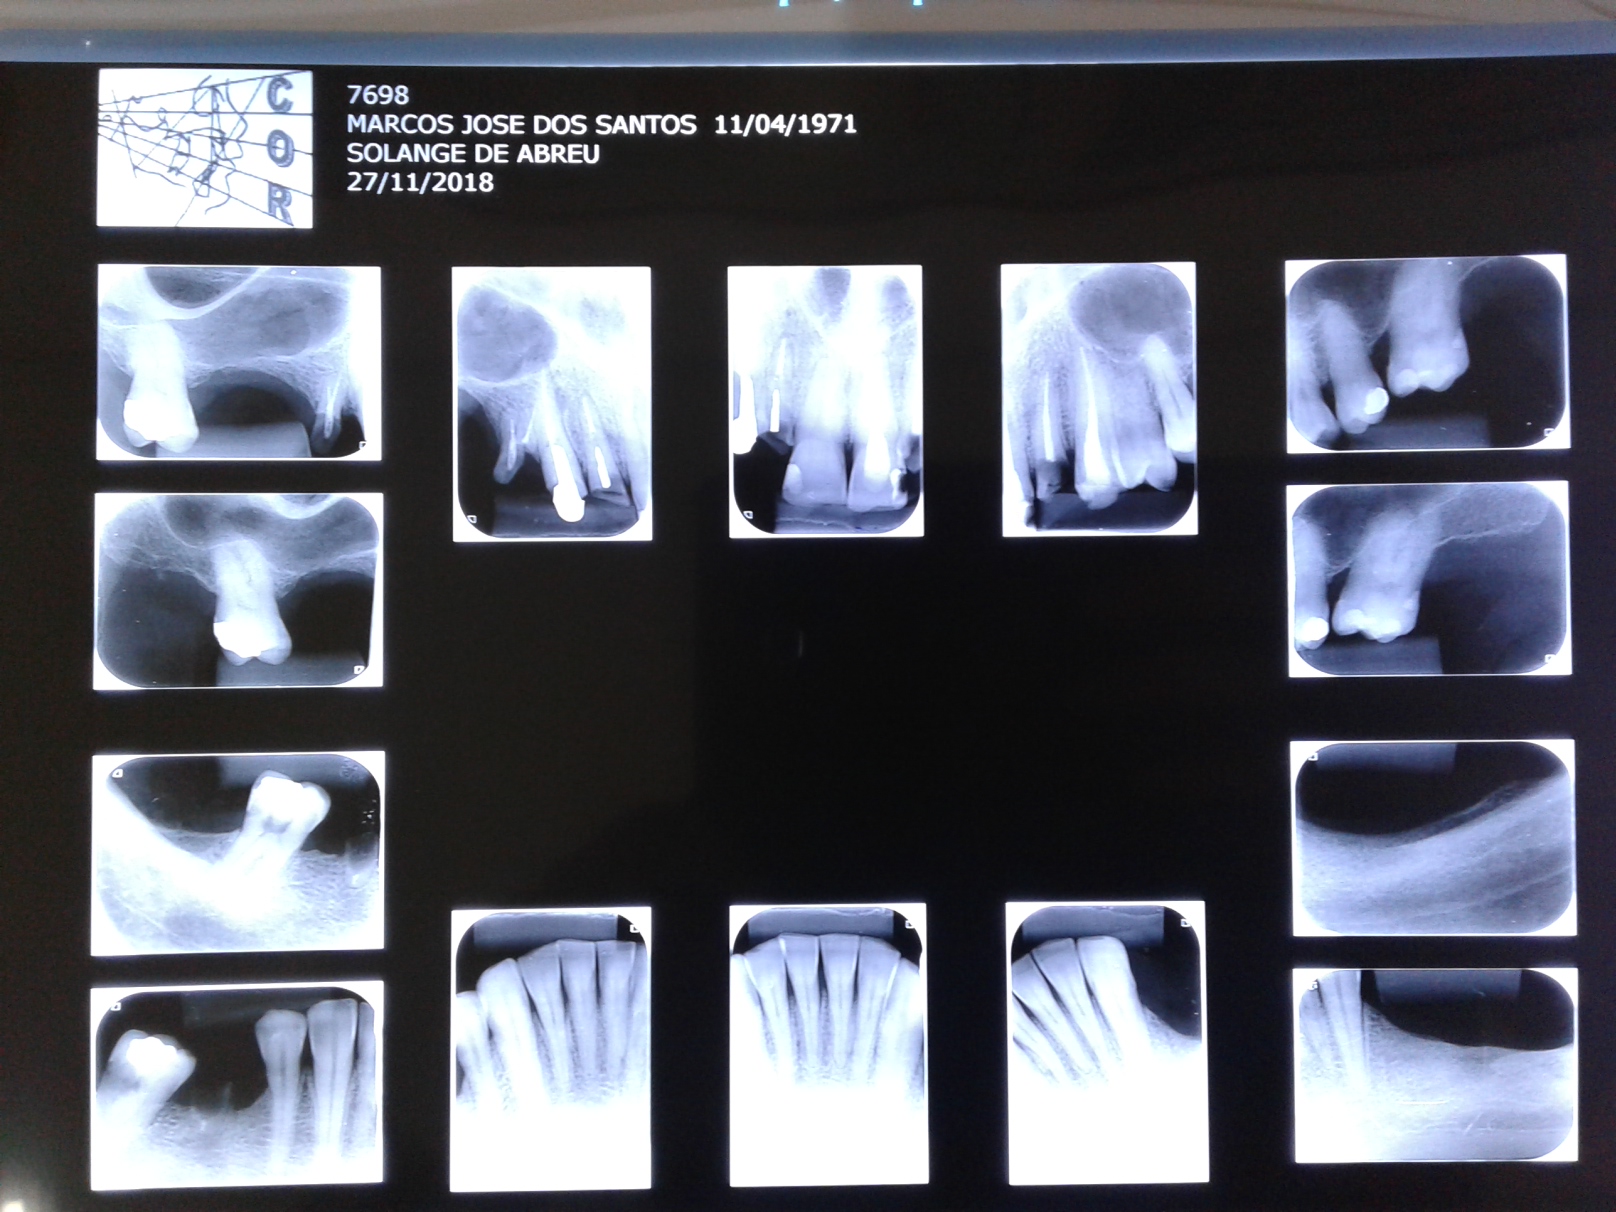 COR
7698
MARCOS JOSE DOS SANTOS 11/04/1971
SOLANGE DE ABREU
27/11/2018